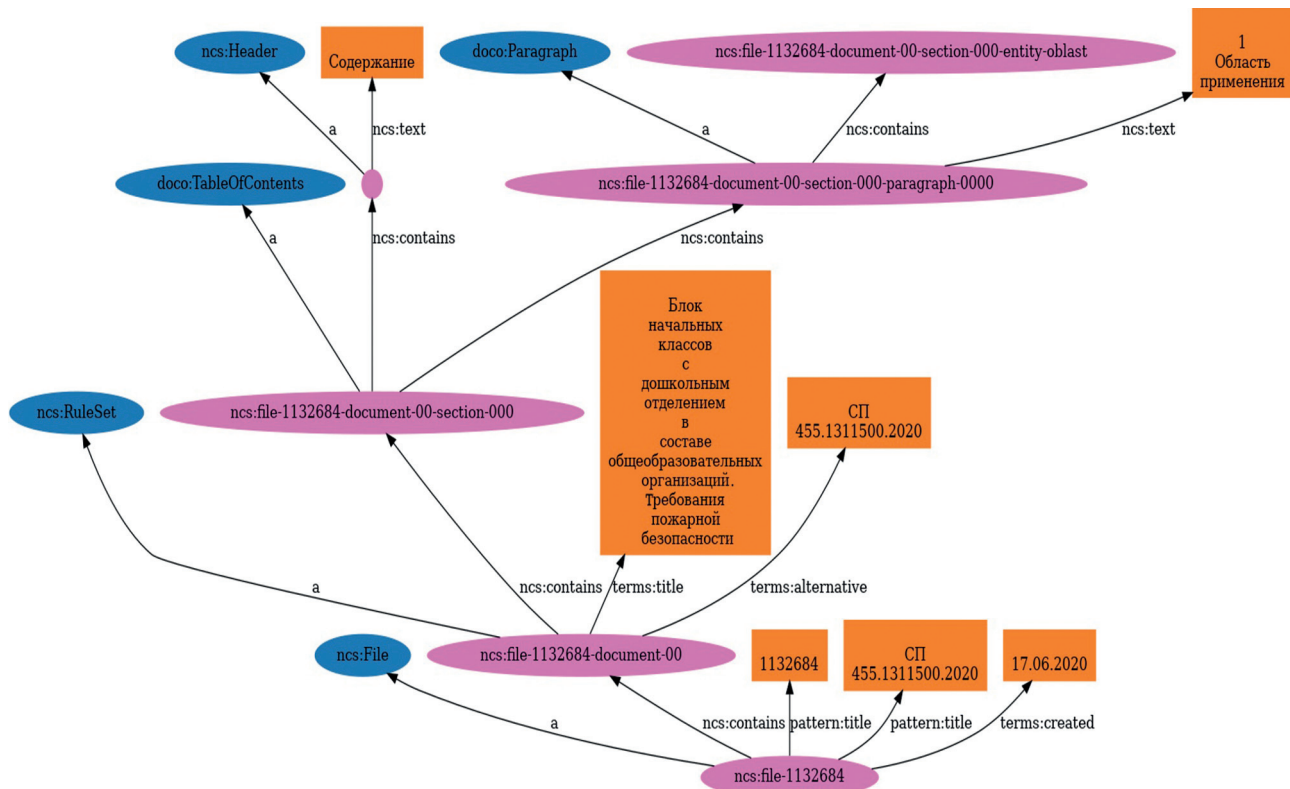 ncs:Header
Содержание
doco:Paragraph
ncs:file-1132684-document-00-section-000-entity-oblast
1
Область
применения
a
ncs:text
a
ncs:contains
ncs:text
doco:TableOfContents
ncs:file-1132684-document-00-section-000-paragraph-0000
a
ncs:contains
ncs:contains
Блок
начальных
классов
с
дошкольным
отделением
в
составе
общеобразовательных
организаций.
Требования
пожарной
безопасности
ncs:RuleSet
ncs:file-1132684-document-00-section-000
СП
455.1311500.2020
a
ncs:contains
terms:title
terms:alternative
ncs:File
ncs:file-1132684-document-00
1132684
СП
455.1311500.2020
17.06.2020
a
ncs:contains
pattern:title
pattern:title
terms:created
ncs:file-1132684